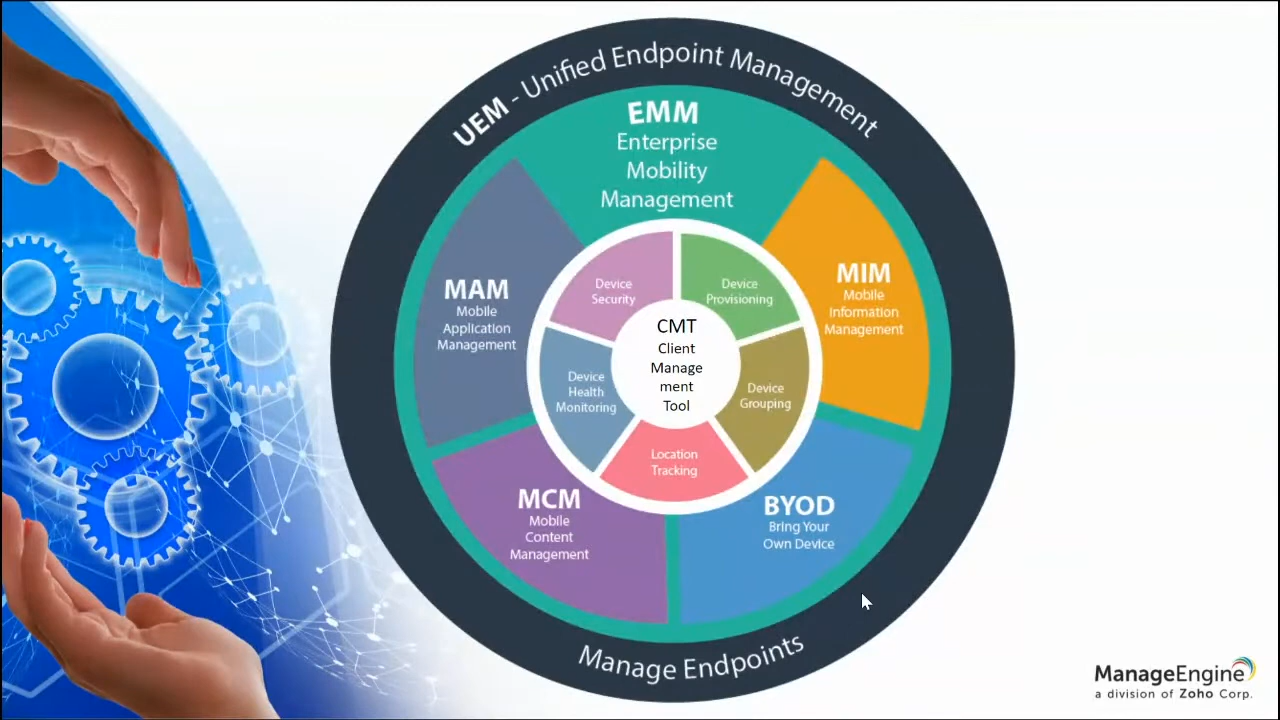 UEM - Unified Endpoint Management
EMM
Enterprise
Mobility
Management
MAM
Mobile
Application
Management
MIM
Mobile
Information
Management
Device
Security
Device
Provisioning
CMT
Client
Manage
ment
Tool
Device
Health
Monitoring
Device
Grouping
Location
Tracking
MCM
Mobile
Content
Management
BYOD
Bring Your
Own Device
Manage Endpoints
ManageEngine
a division of Zoho Corp.